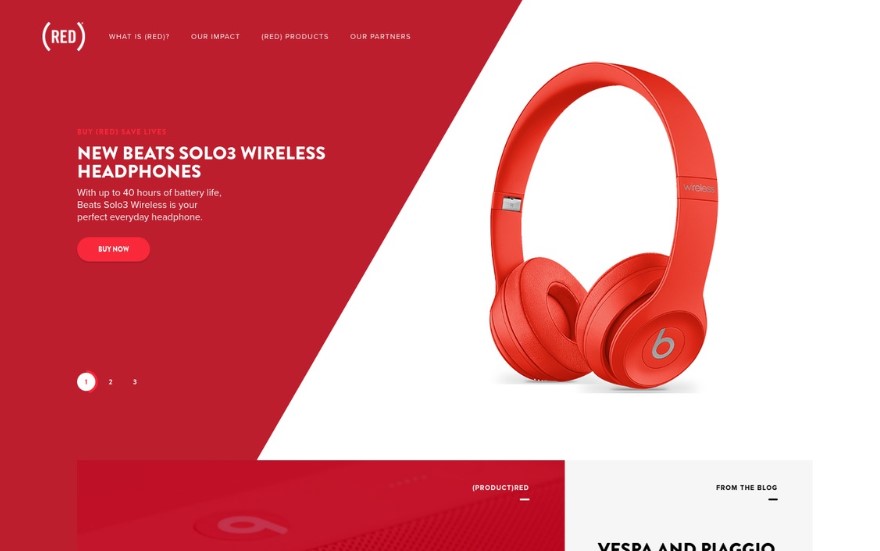 (RED)
WHAT IS (RED)? OUR IMPACT (RED) PRODUCTS OUR PARTNERS
BUY (RED) SAVE LIVES
NEW BEATS SOLO3 WIRELESS
HEADPHONES
With up to 40 hours of battery life,
Beats Solo3 Wireless is your
perfect everyday headphone.
BUY NOW
wireless
b
1 2 3
(PRODUCT)RED
FROM THE BLOG
VESPA AND PIAGGIO